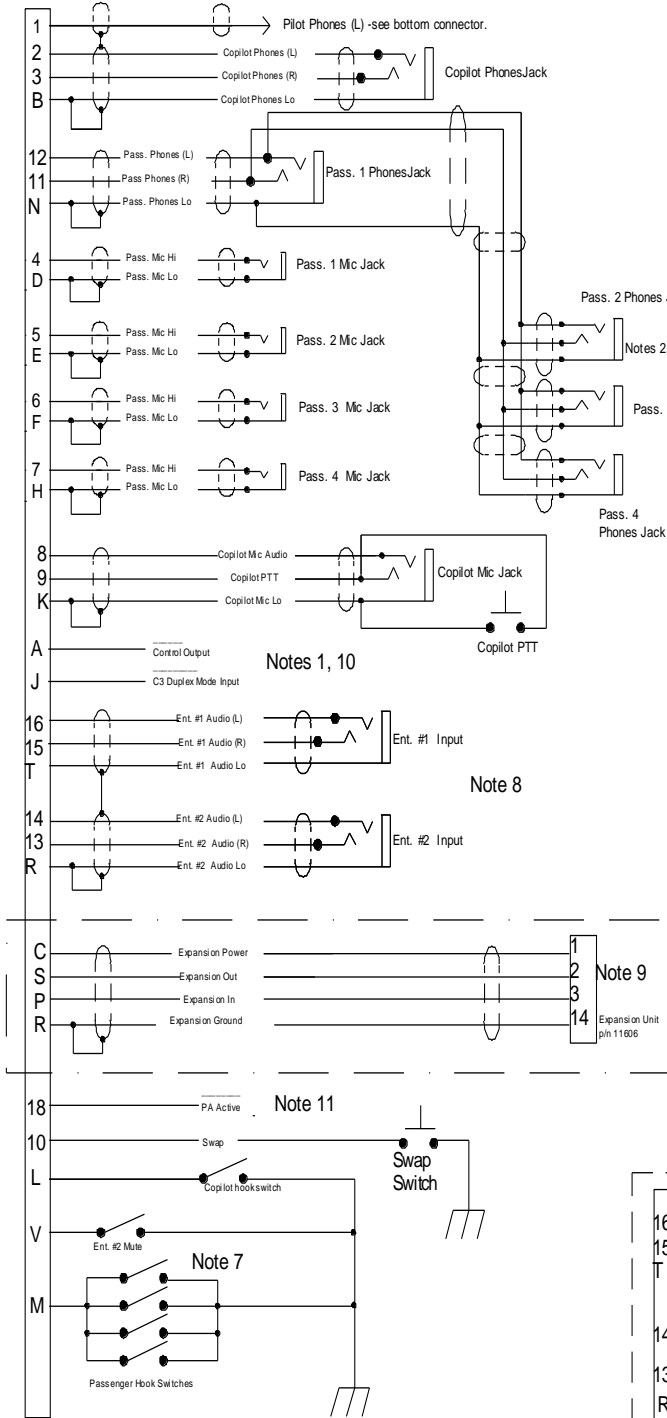 1 Pilot Phones (L) -see bottom connector.
2 Copilot Phones (L)
3 Copilot Phones (R) Copilot PhonesJack
B Copilot Phones Lo
12 Pass. Phones (L)
11 Pass Phones (R) Pass. 1 PhonesJack
N Pass. Phones Lo
4 Pass. Mic Hi Pass. 1 Mic Jack
D Pass. Mic Lo
Pass. 2 Phones
5 Pass. Mic Hi Pass. 2 Mic Jack
E Pass. Mic Lo
Notes 2
6 Pass. Mic Hi Pass. 3 Mic Jack
F Pass. Mic Lo
Pass.
7 Pass. Mic Hi Pass. 4 Mic Jack
H Pass. Mic Lo
Pass. 4
Phones Jack
8 Copilot Mic Audio
9 Copilot PTT Copilot Mic Jack
K Copilot Mic Lo
Copilot PTT
A Control Output
Notes 1, 10
J C3 Duplex Mode Input
16 Ent. #1 Audio (L)
15 Ent. #1 Audio (R) Ent. #1 Input
T Ent. #1 Audio Lo
Note 8
14 Ent. #2 Audio (L)
13 Ent. #2 Audio (R) Ent. #2 Input
R Ent. #2 Audio Lo
C Expansion Power 1
S Expansion Out 2 Note 9
P Expansion In 3
R Expansion Ground 14 Expansion Unit
p/n 11606
18 PA Active Note 11
10 Swap
Swap
Switch
L Copilot hookswitch
V Ent. #2 Mute
Note 7
M
Passenger Hook Switches
16
15
T
14
13
R